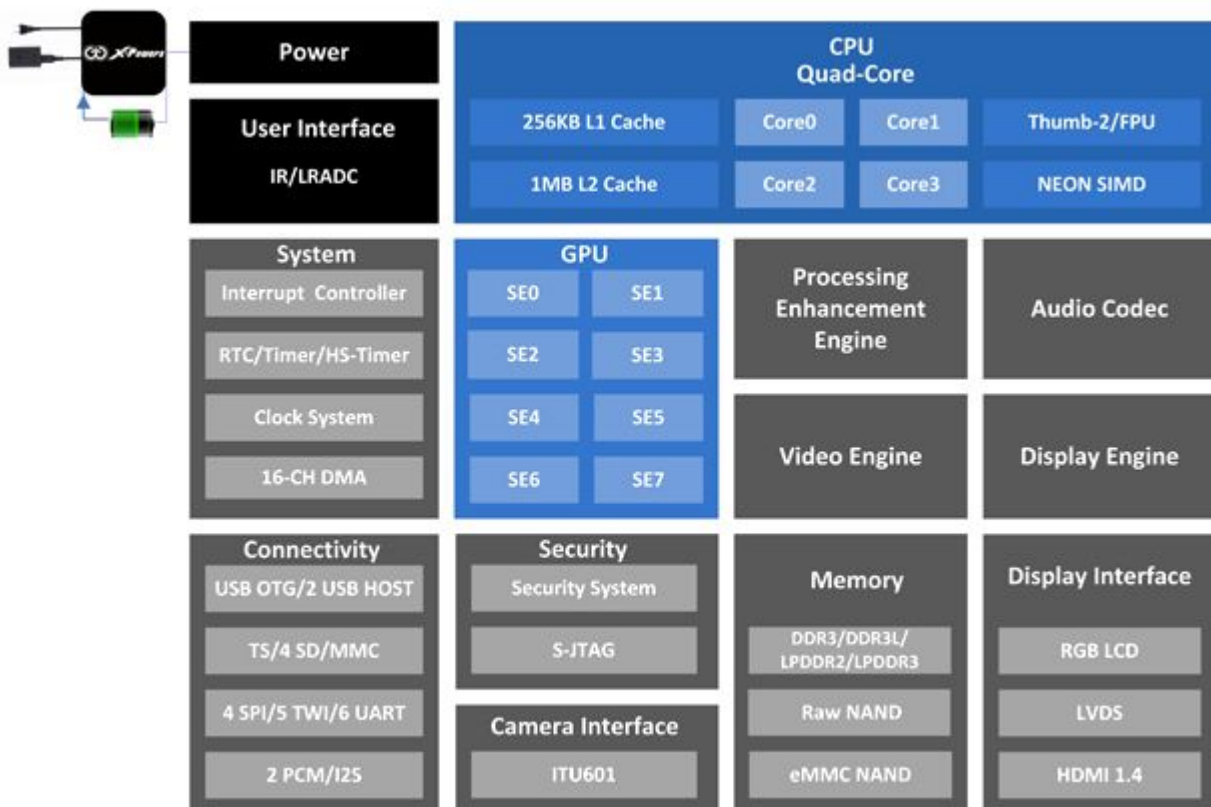 X-Powers
Power
User Interface
IR/LRADC
CPU
Quad-Core
256KB L1 Cache
Core0
Core1
Thumb-2/FPU
1MB L2 Cache
Core2
Core3
NEON SIMD
System
Interrupt Controller
RTC/Timer/HS-Timer
Clock System
16-CH DMA
GPU
SE0
SE1
SE2
SE3
SE4
SE5
SE6
SE7
Processing
Enhancement
Engine
Audio Codec
Video Engine
Display Engine
Connectivity
USB OTG/2 USB HOST
TS/4 SD/MMC
4 SPI/5 TWI/6 UART
2 PCM/I2S
Security
Security System
S-JTAG
Camera Interface
ITU601
Memory
DDR3/DDR3L/
LPDDR2/LPDDR3
Raw NAND
eMMC NAND
Display Interface
RGB LCD
LVDS
HDMI 1.4